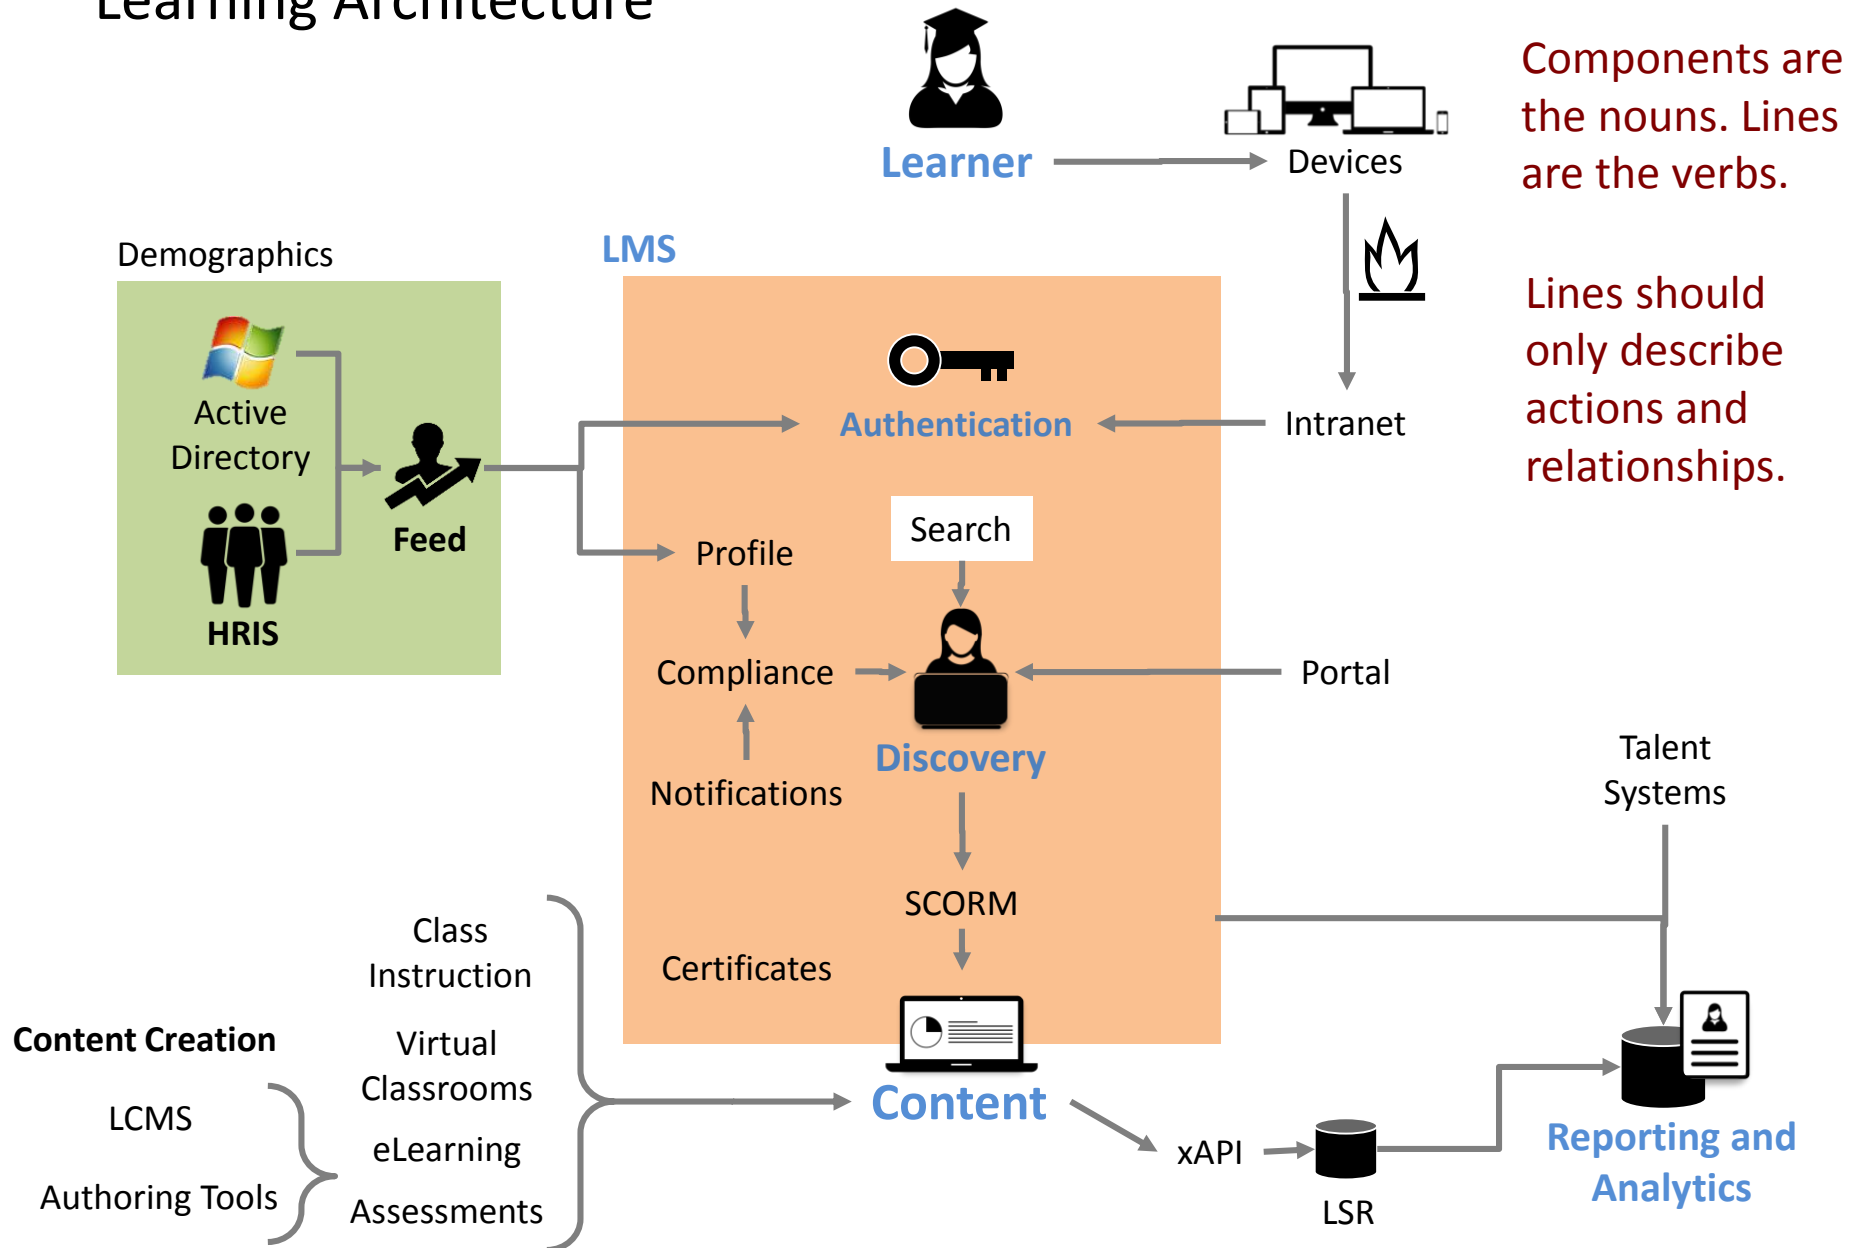 Learning Architecture
Learner
Devices
Components are
the nouns. Lines
are the verbs.
Demographics
LMS
Lines should
only describe
actions and
relationships.
Active
Directory
Authentication
Intranet
Feed
Search
Profile
HRIS
Compliance
Portal
Discovery
Notifications
Talent
Systems
SCORM
Class
Instruction
Certificates
Content Creation
Virtual
Classrooms
Content
LCMS
eLearning
xAPI
Reporting and
Analytics
Authoring Tools
Assessments
LSR